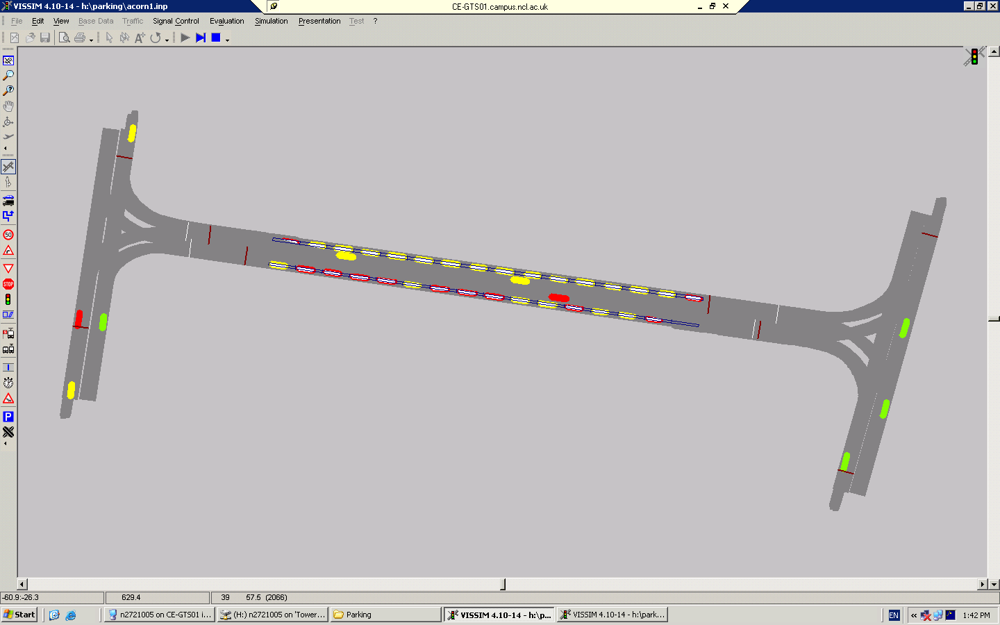 VISSIM 4.10-14 - h:\parking\acorn1.inp
CE-GTS01.campus.ncl.ac.uk
File Edit View Base Data Traffic Signal Control Evaluation Simulation Presentation Test ?
50
STOP
P
-60.9:-26.3 629.4 39 57.5 (2066)
Start n2721005 on CE-GTS01 i... (H:) n2721005 on 'Tower... Parking VISSIM 4.10-14 - h:\p... VISSIM 4.10-14 - h:\park... EN « 1:42 PM